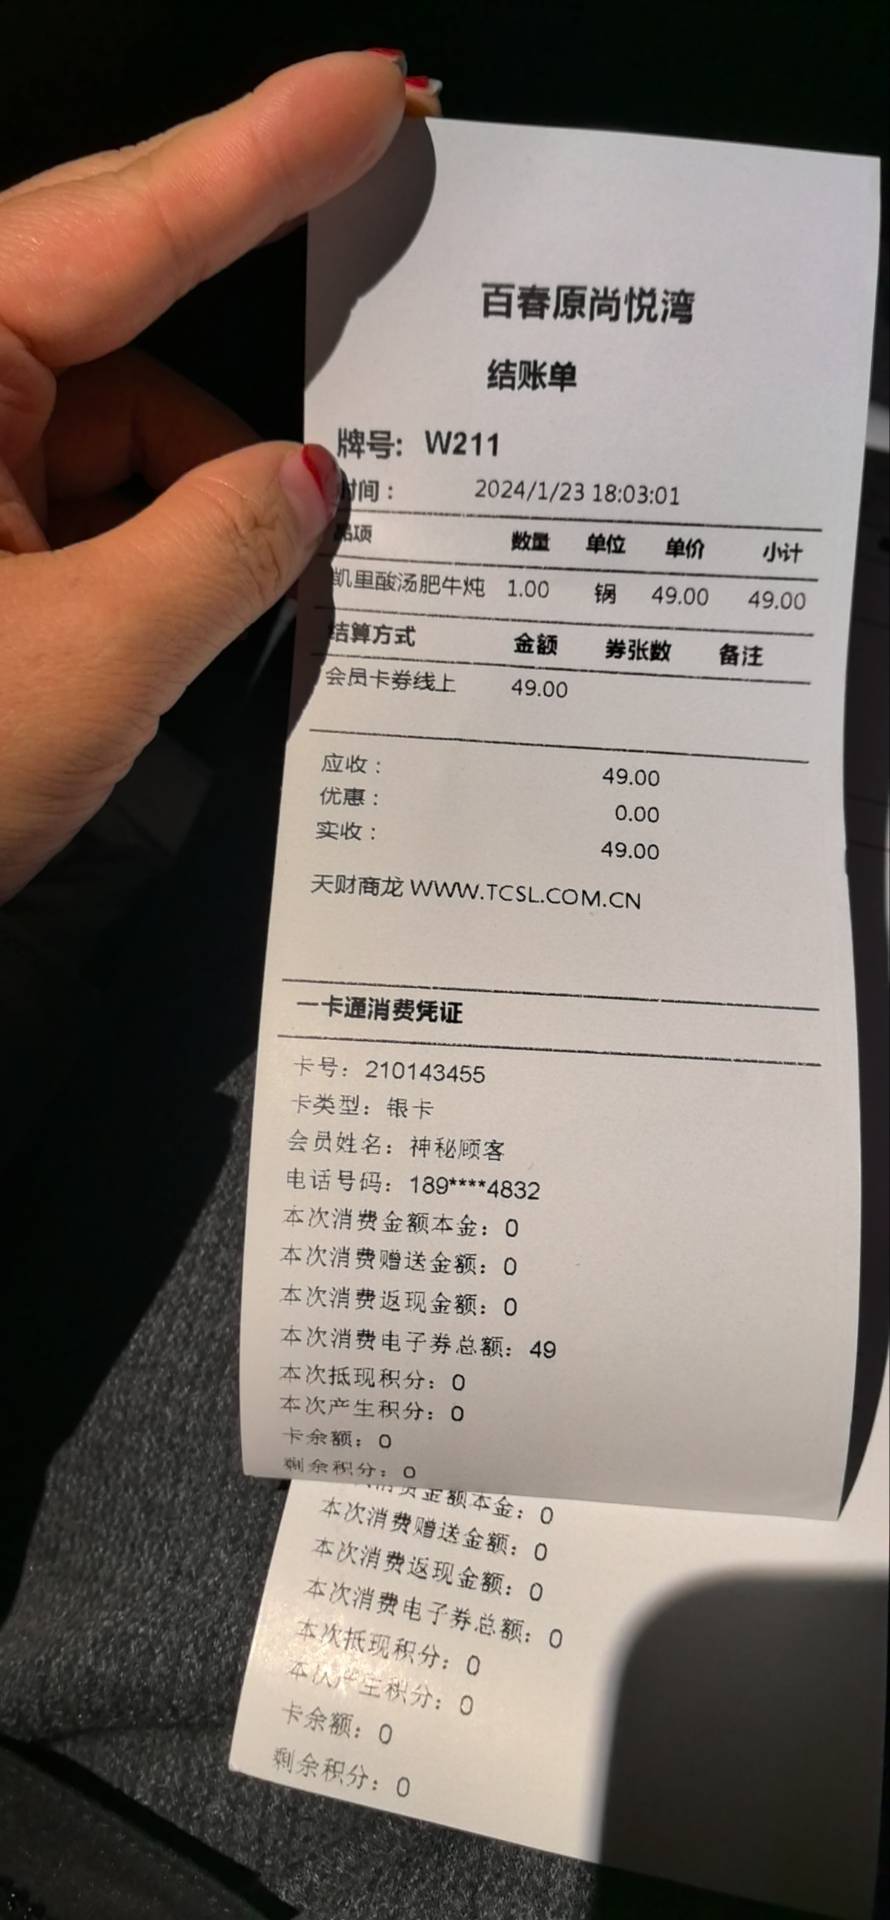 百春原尚悦湾
结账单
牌号: W211
时间: 2024/1/23 18:03:01
品项 数量 单位 单价 小计
凯里酸汤肥牛炖 1.00 锅 49.00 49.00
结算方式 金额 券张数 备注
会员卡券线上 49.00
应收: 49.00
优惠: 0.00
实收: 49.00
天财商龙 WWW.TCSL.COM.CN
一卡通消费凭证
卡号: 210143455
卡类型: 银卡
会员姓名: 神秘顾客
电话号码: 189****4832
本次消费金额本金: 0
本次消费赠送金额: 0
本次消费返现金额: 0
本次消费电子券总额: 49
本次抵现积分: 0
本次产生积分: 0
卡余额: 0
剩余积分: 0
消费金额本金: 0
本次消费赠送金额: 0
本次消费返现金额: 0
本次消费电子券总额: 0
本次抵现积分: 0
本次产生积分: 0
卡余额: 0
剩余积分: 0